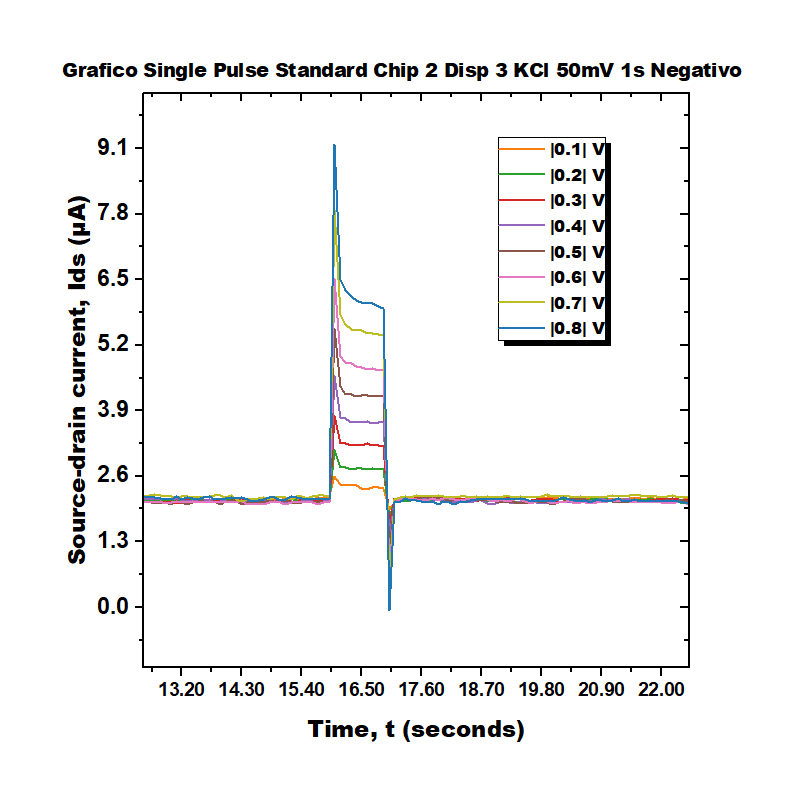 Grafico Single Pulse Standard Chip 2 Disp 3 KCl 50mV 1s Negativo
Source-drain current, Ids (µA)
9.1
7.8
6.5
5.2
3.9
2.6
1.3
0.0
|0.1| V
|0.2| V
|0.3| V
|0.4| V
|0.5| V
|0.6| V
|0.7| V
|0.8| V
13.20 14.30 15.40 16.50 17.60 18.70 19.80 20.90 22.00
Time, t (seconds)